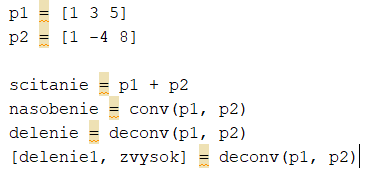 p1 = [1 3 5]
p2 = [1 -4 8]
scitanie = p1 + p2
nasobenie = conv(p1, p2)
delenie = deconv(p1, p2)
[delenie1, zvysok] = deconv(p1, p2)